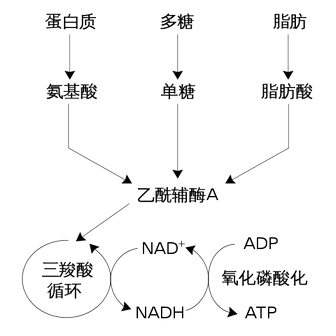 蛋白质 多糖 脂肪
氨基酸 单糖 脂肪酸
乙酰辅酶A
三羧酸
循环
NAD+
ADP
氧化磷酸化
NADH
ATP